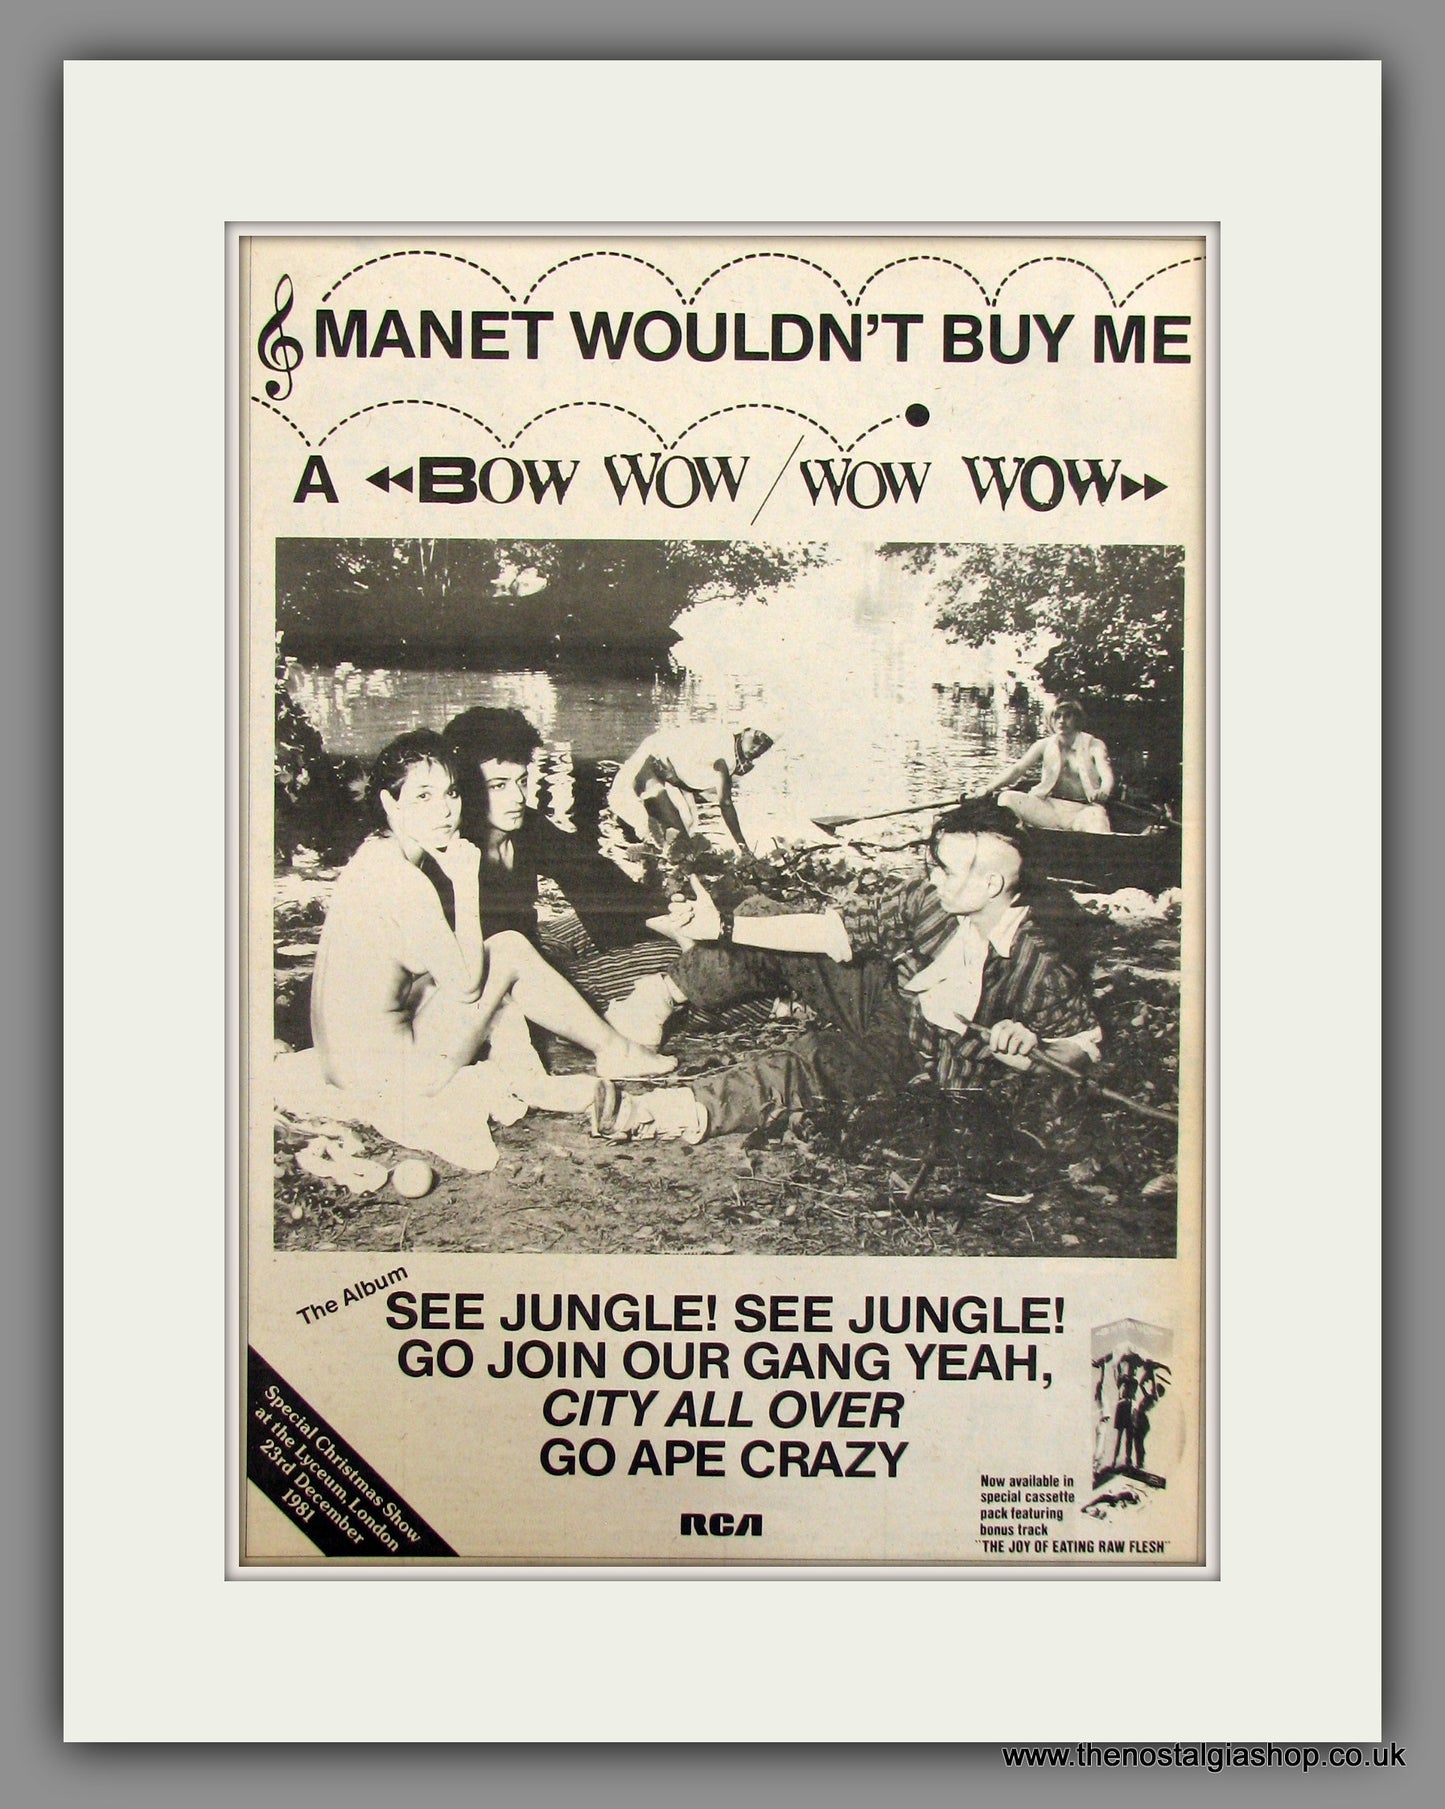 MANET WOULDN'T BUY ME
A BOW WOW / WOW WOW
The Album
SEE JUNGLE! SEE JUNGLE!
GO JOIN OUR GANG YEAH,
CITY ALL OVER
GO APE CRAZY
Special Christmas Show
at the Lyceum, London
23rd December
1981
RCA
Now available in
special cassette
pack featuring
bonus track
"THE JOY OF EATING RAW FLESH"
www.thenostalgiashop.co.uk